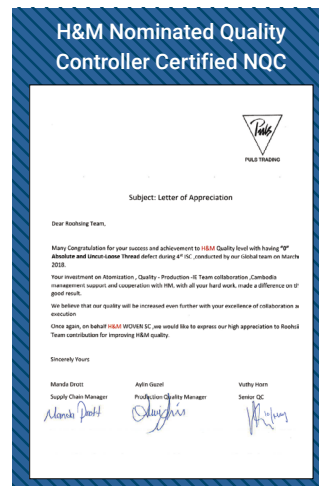 H&M Nominated Quality
Controller Certified NQC
Puls
PULS TRADING
Subject: Letter of Appreciation
Dear Roohsing Team,
Many Congratulation for your success and achievement to H&M Quality level with having "0"
Absolute and Uncut-Loose Thread defect during 4th ISC ,conducted by our Global team on March
2018.
Your investment on Atomization , Quality - Production -IE Team collaboration ,Cambodia
management support and cooperation with HM, with all your hard work, made a difference on
good result.
We believe that our quality will be increased even further with your excellence of collaboration
execution
Once again, on behalf H&M WOVEN SC ,we would like to express our high appreciation to
Team contribution for improving H&M quality.
Sincerely Yours
Manda Drott Aylin Guzel Vuthy Horn
Supply Chain Manager Production Quality Manager Senior QC
Manda Drott